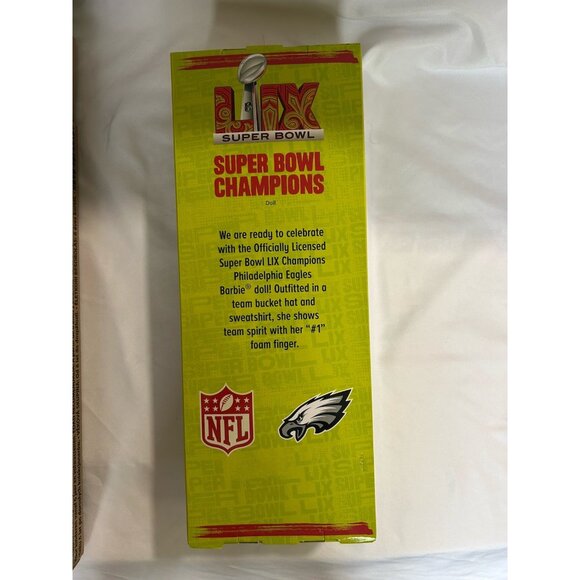 LIX
SUPER BOWL
SUPER BOWL
CHAMPIONS
Doll
We are ready to celebrate
with the Officially Licensed
Super Bowl LIX Champions
Philadelphia Eagles
Barbie® doll! Outfitted in a
team bucket hat and
sweatshirt, she shows
team spirit with her "#1"
foam finger.
NFL